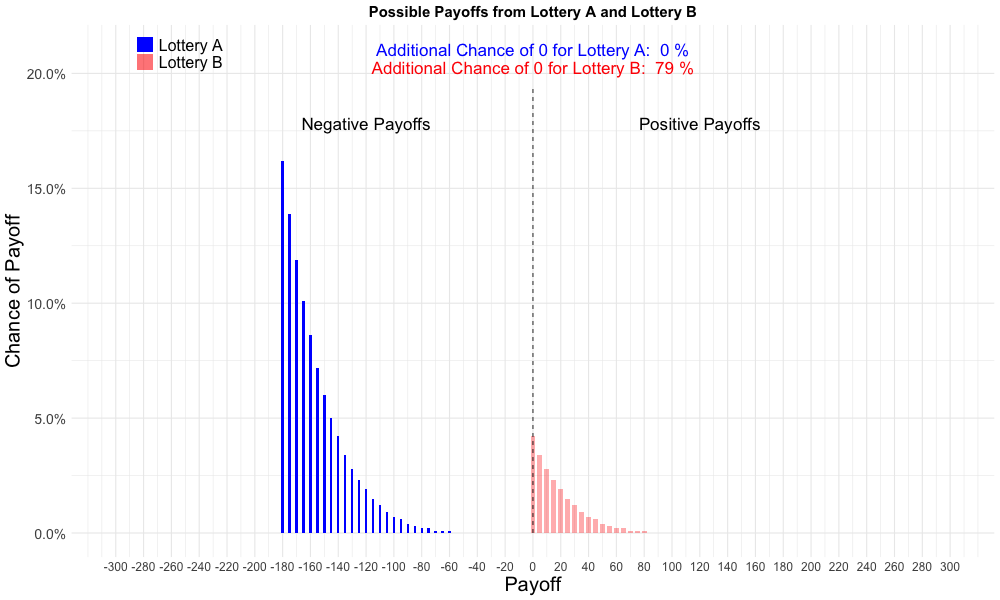 Possible Payoffs from Lottery A and Lottery B
Lottery A
Lottery B
Additional Chance of 0 for Lottery A:  0 %
Additional Chance of 0 for Lottery B:  79 %
Negative Payoffs
Positive Payoffs
Chance of Payoff
20.0%
15.0%
10.0%
5.0%
0.0%
-300 -280 -260 -240 -220 -200 -180 -160 -140 -120 -100 -80 -60 -40 -20 0 20 40 60 80 100 120 140 160 180 200 220 240 260 280 300
Payoff